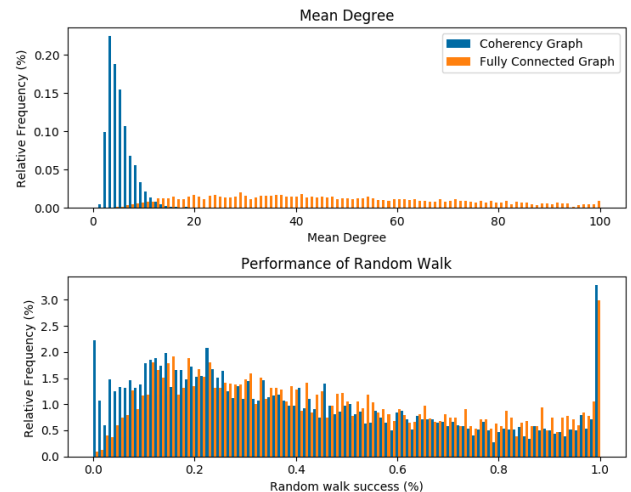 Mean Degree
Relative Frequency (%)
0.20
0.15
0.10
0.05
0.00
Coherency Graph
Fully Connected Graph
0 20 40 60 80 100
Mean Degree
Performance of Random Walk
Relative Frequency (%)
3.0
2.5
2.0
1.5
1.0
0.5
0.0
0.0 0.2 0.4 0.6 0.8 1.0
Random walk success (%)